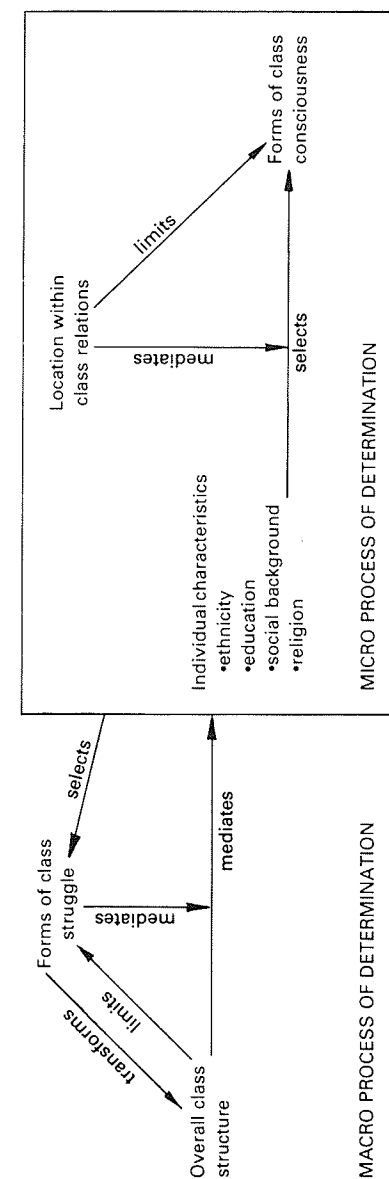 Forms of class
struggle
selects
transforms
limits
mediates
Overall class
structure
mediates
MACRO PROCESS OF DETERMINATION
Location within
class relations
limits
mediates
Individual characteristics
•ethnicity
•education
•social background
•religion
selects
Forms of class
consciousness
MICRO PROCESS OF DETERMINATION